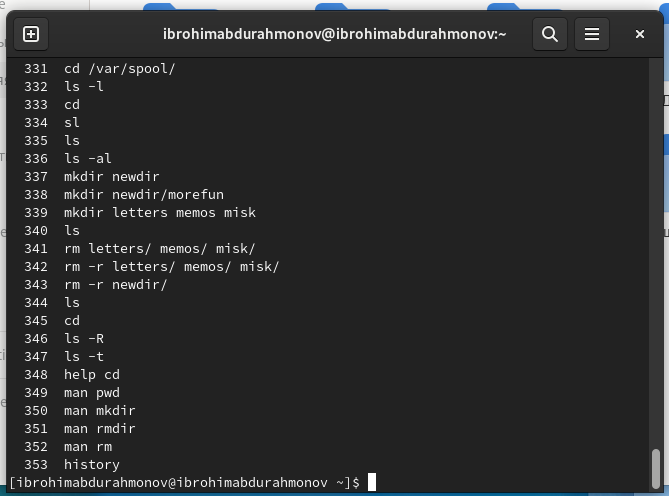 ibrohimabdurahmonov@ibrohimabdurahmonov:~
331 cd /var/spool/
332 ls -l
333 cd
334 sl
335 ls
336 ls -al
337 mkdir newdir
338 mkdir newdir/morefun
339 mkdir letters memos misk
340 ls
341 rm letters/ memos/ misk/
342 rm -r letters/ memos/ misk/
343 rm -r newdir/
344 ls
345 cd
346 ls -R
347 ls -t
348 help cd
349 man pwd
350 man mkdir
351 man rmdir
352 man rm
353 history
[ibrohimabdurahmonov@ibrohimabdurahmonov ~]$